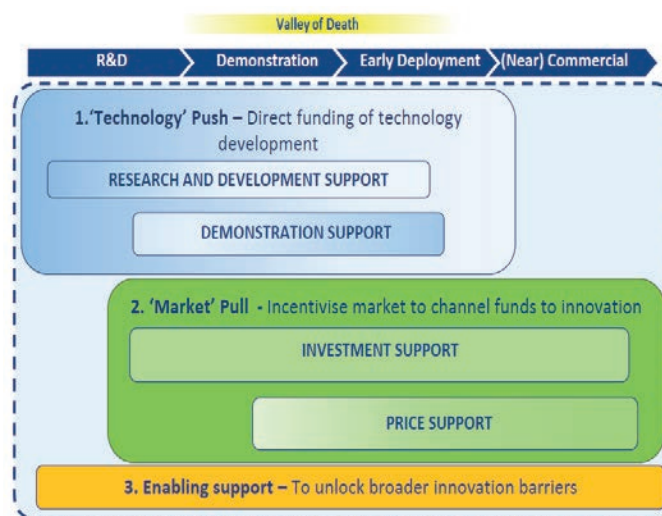 Valley of Death
R&D Demonstration Early Deployment (Near) Commercial
1.‘Technology’ Push – Direct funding of technology
development
RESEARCH AND DEVELOPMENT SUPPORT
DEMONSTRATION SUPPORT
2. ‘Market’ Pull - Incentivise market to channel funds to innovation
INVESTMENT SUPPORT
PRICE SUPPORT
3. Enabling support – To unlock broader innovation barriers